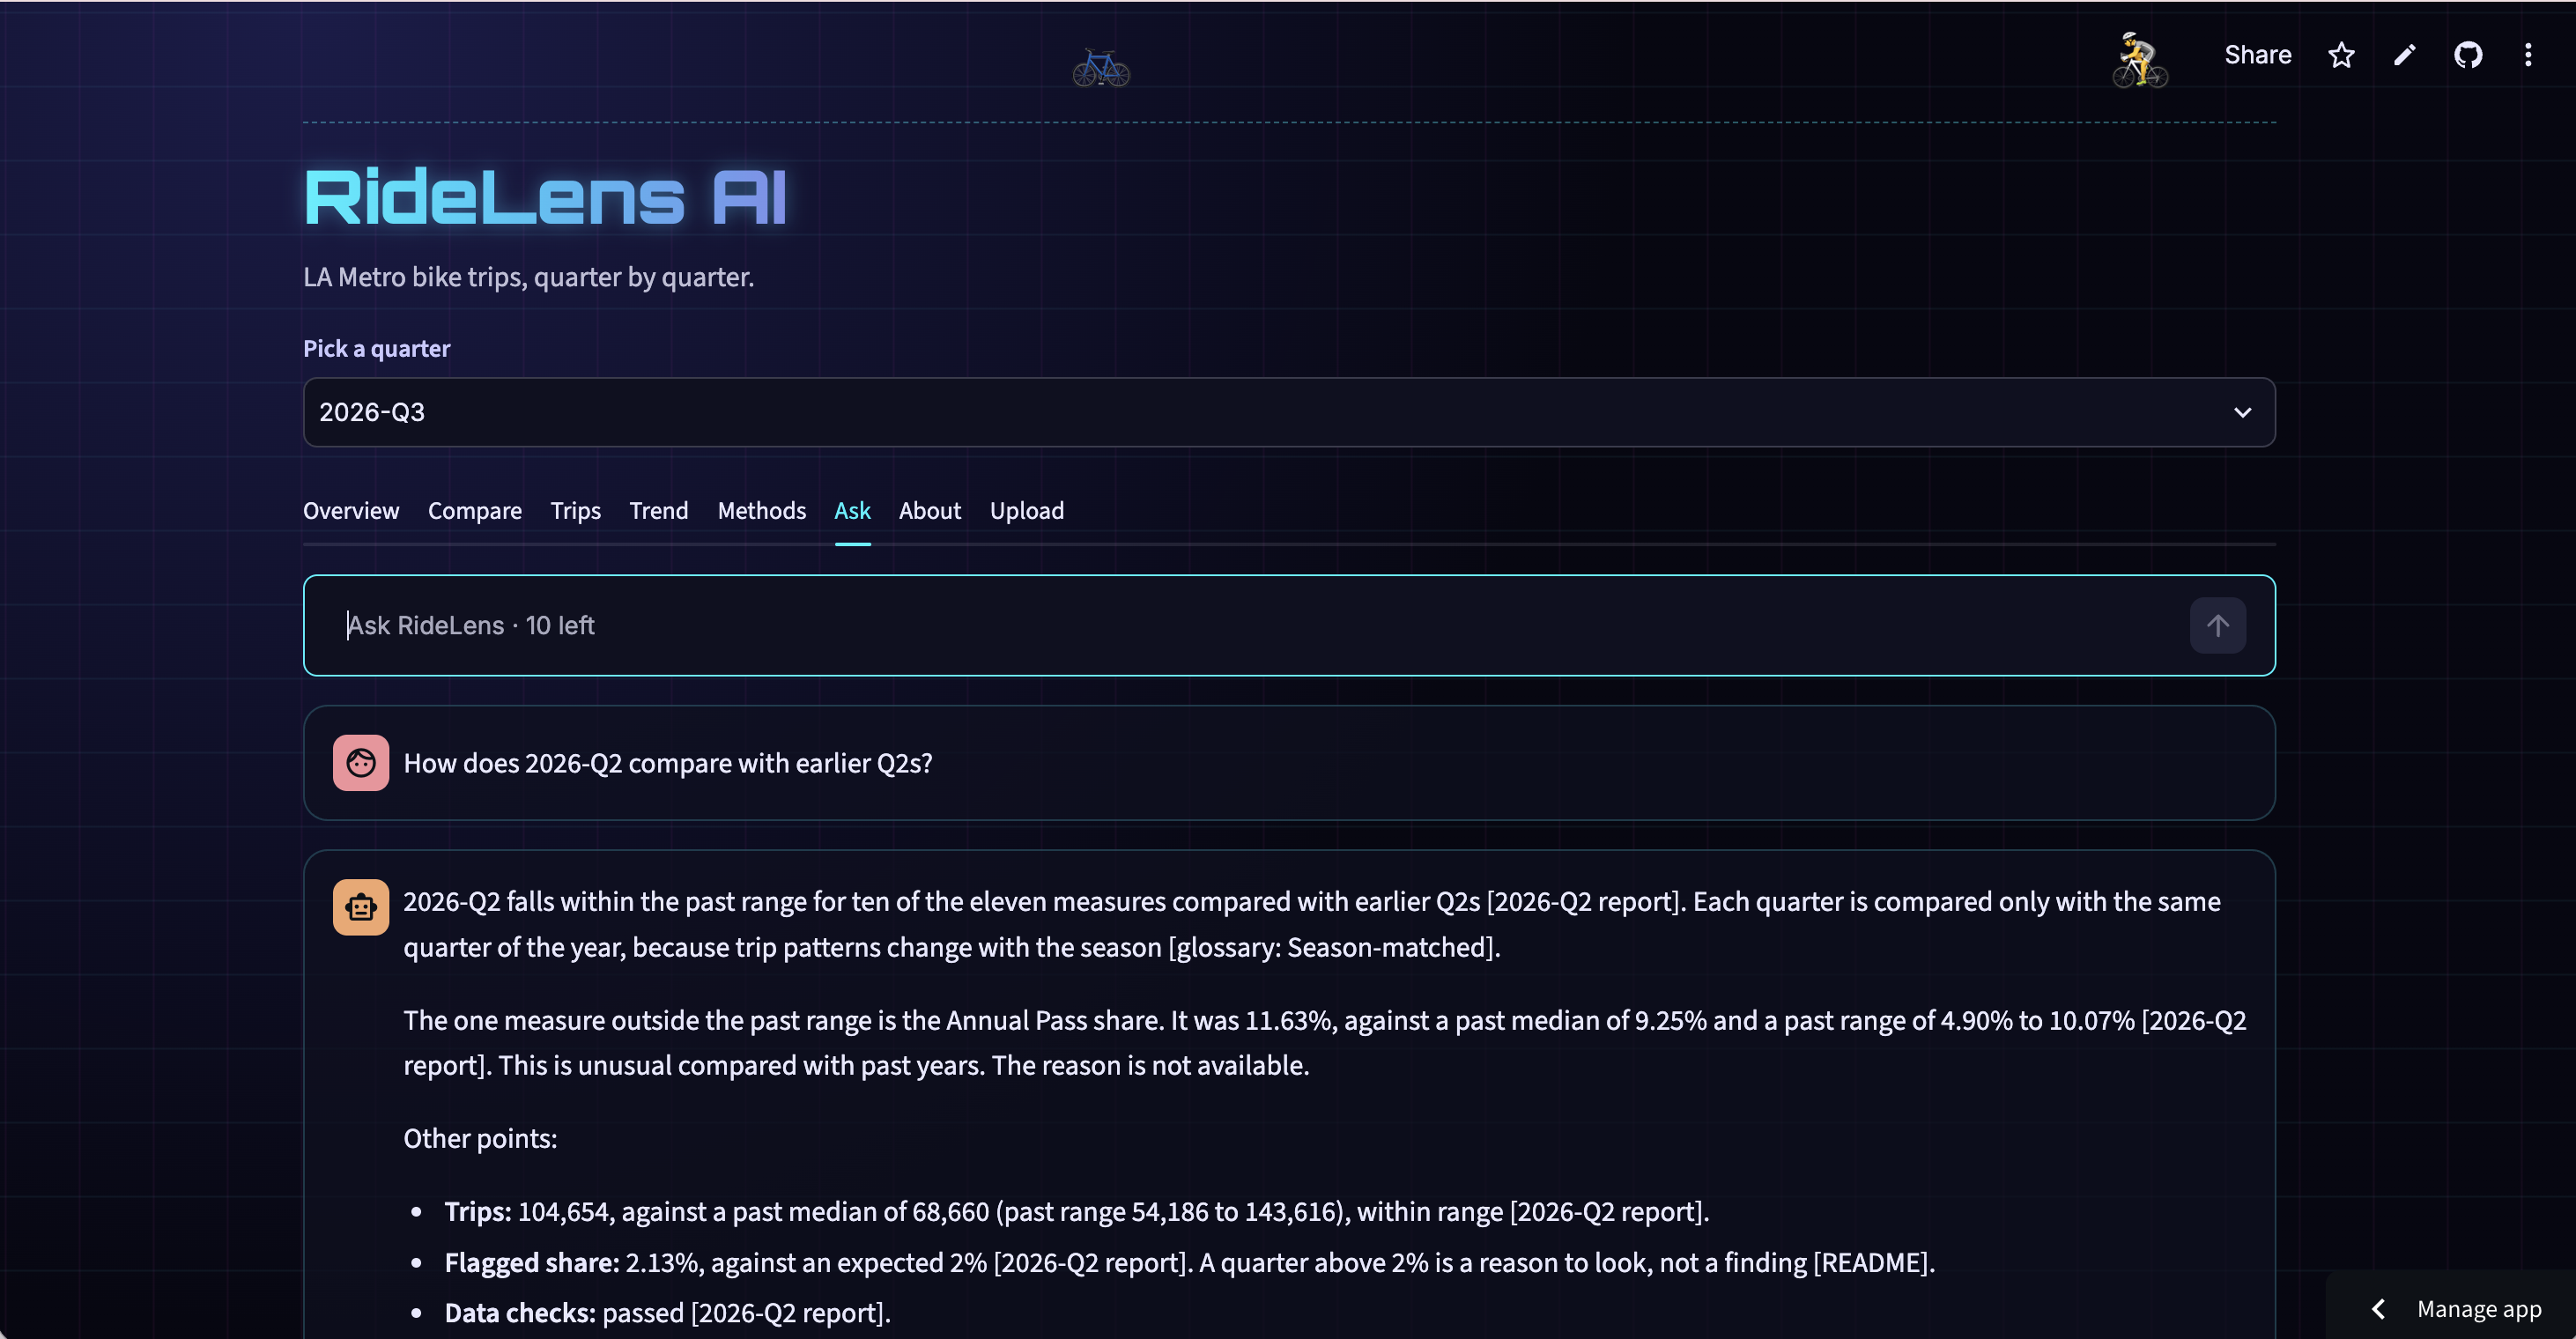 Share
RideLens AI
LA Metro bike trips, quarter by quarter.
Pick a quarter
2026-Q3
Overview Compare Trips Trend Methods Ask About Upload
Ask RideLens · 10 left
How does 2026-Q2 compare with earlier Q2s?
2026-Q2 falls within the past range for ten of the eleven measures compared with earlier Q2s [2026-Q2 report]. Each quarter is compared only with the same
quarter of the year, because trip patterns change with the season [glossary: Season-matched].
The one measure outside the past range is the Annual Pass share. It was 11.63%, against a past median of 9.25% and a past range of 4.90% to 10.07% [2026-Q2
report]. This is unusual compared with past years. The reason is not available.
Other points:
• Trips: 104,654, against a past median of 68,660 (past range 54,186 to 143,616), within range [2026-Q2 report].
• Flagged share: 2.13%, against an expected 2% [2026-Q2 report]. A quarter above 2% is a reason to look, not a finding [README].
• Data checks: passed [2026-Q2 report].
Manage app